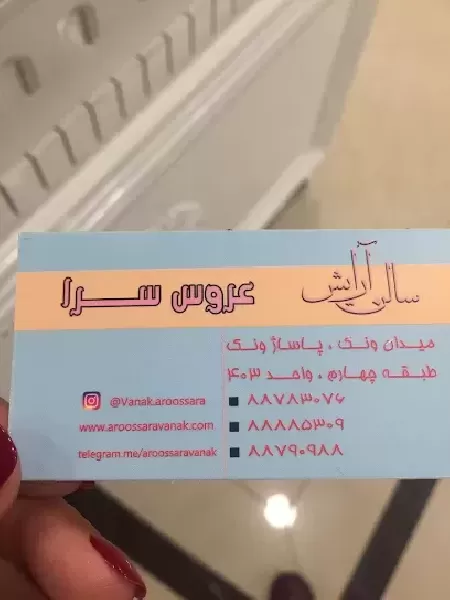 سالن آرایش عروس سرا
میدان ونک ، پاساژ ونک
طبقه چهارم ، واحد ۴۰۳
۸۸۷۸۳۰۷۶
۸۸۸۸۵۳۰۹
۸۸۷۹۰۹۸۸
@Vanak.aroossara
www.aroossaravanak.com
telegram.me/aroossaravanak